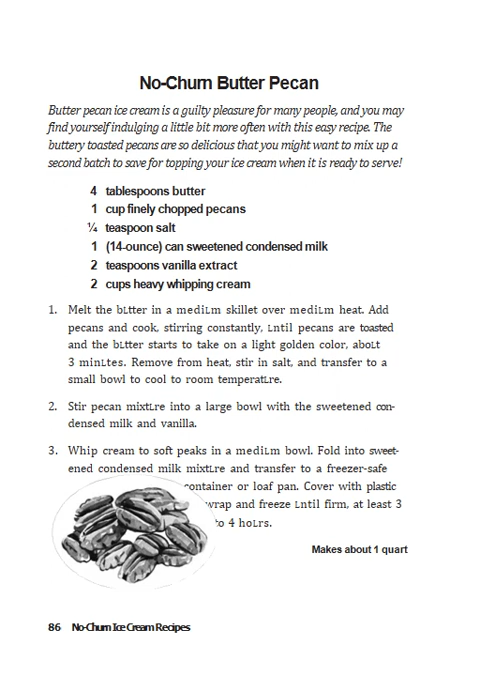 No-Churn Butter Pecan
Butter pecan ice cream is a guilty pleasure for many people, and you may
find yourself indulging a little bit more often with this easy recipe. The
buttery toasted pecans are so delicious that you might want to mix up a
second batch to save for topping your ice cream when it is ready to serve!
4 tablespoons butter
1 cup finely chopped pecans
¼ teaspoon salt
1 (14-ounce) can sweetened condensed milk
2 teaspoons vanilla extract
2 cups heavy whipping cream
1. Melt the bLtter in a mediLm skillet over mediLm heat. Add
pecans and cook, stirring constantly, Lntil pecans are toasted
and the bLtter starts to take on a light golden color, aboLt
3 minLtes. Remove from heat, stir in salt, and transfer to a
small bowl to cool to room temperatLre.
2. Stir pecan mixtLre into a large bowl with the sweetened con-
densed milk and vanilla.
3. Whip cream to soft peaks in a mediLm bowl. Fold into sweet-
ened condensed milk mixtLre and transfer to a freezer-safe
container or loaf pan. Cover with plastic
wrap and freeze Lntil firm, at least 3
to 4 hoLrs.
Makes about 1 quart
86 No-Churn Ice Cream Recipes